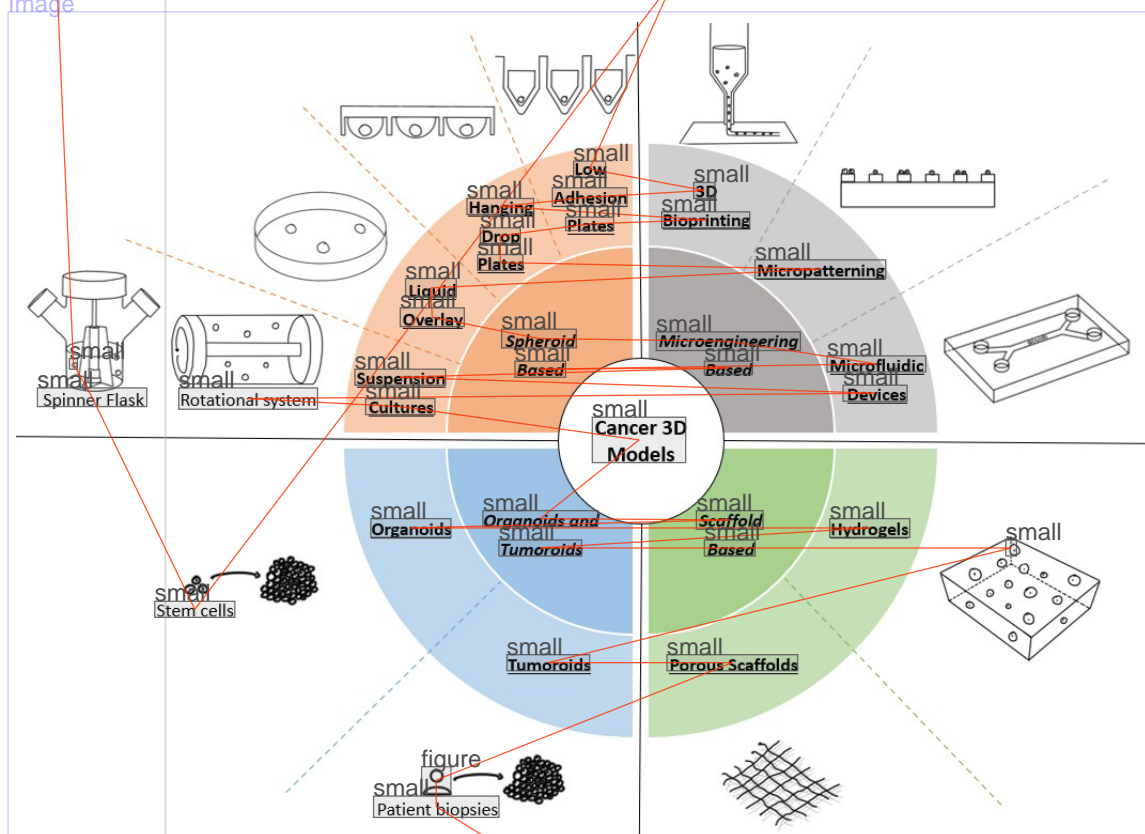 Image
small
Low
small
Adhesion
small
Plates
small
Hanging
small
Drop
small
Plates
small
Liquid
small
Overlay
small
Suspension
small
Cultures
small
Spheroid
small
Based
small
small
Spinner Flask
small
Rotational system
small
3D
small
Bioprinting
small
Micropatterning
small
Microengineering
small
Based
small
Microfluidic
small
Devices
small
Cancer 3D
Models
small
Organoids
small
Organoids and
small
Tumoroids
small
Scaffold
small
Based
small
Hydrogels
small
small
Stem cells
small
Tumoroids
small
Porous Scaffolds
figure
small
Patient biopsies